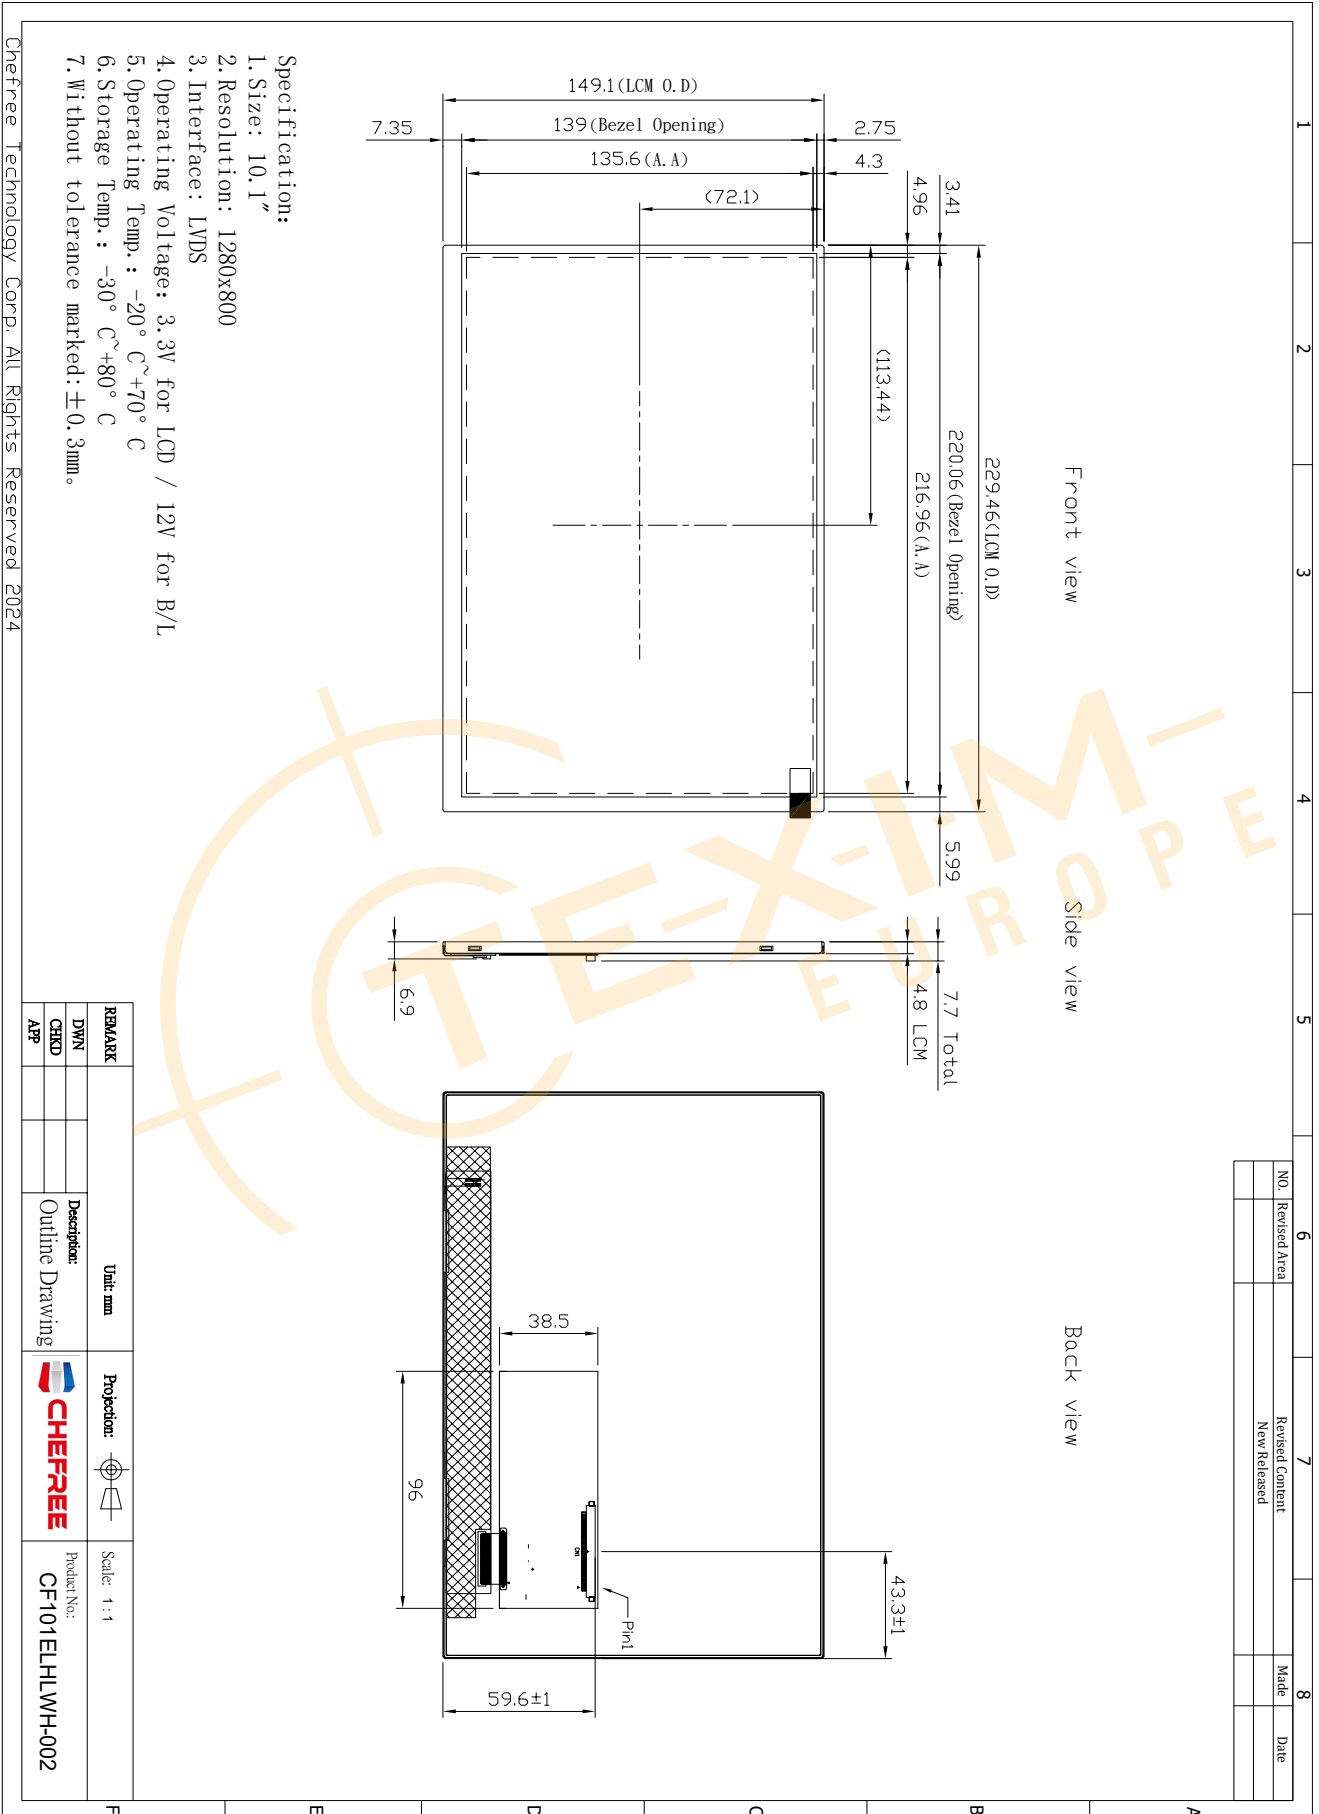 1
2
3
4
5
6
7
8
A
B
C
D
E
F
NO.
Revised Area
Revised Content
Made
Date
New Released
Front view
Side view
Back view
229.46(LCM O.D)
220.06(Bezel Opening)
216.96(A.A)
(113.44)
3.41
4.96
5.99
149.1(LCM O.D)
139(Bezel Opening)
135.6(A.A)
(72.1)
2.75
4.3
7.35
7.7 Total
4.8 LCM
6.9
43.3±1
38.5
96
59.6±1
Pin1
CN1
TEXIM
EUROPE
Specification:
1.Size: 10.1"
2.Resolution: 1280x800
3.Interface: LVDS
4.Operating Voltage: 3.3V for LCD / 12V for B/L
5.Operating Temp.: -20° C~+70° C
6.Storage Temp.: -30° C~+80° C
7.Without tolerance marked:±0.3mm。
REMARK
Unit: mm
Projection:
Scale: 1:1
DWN
CHKD
APP
Description:
Outline Drawing
CHEFREE
Product No.:
CF101ELHLWH-002
Chefree Technology Corp. All Rights Reserved 2024